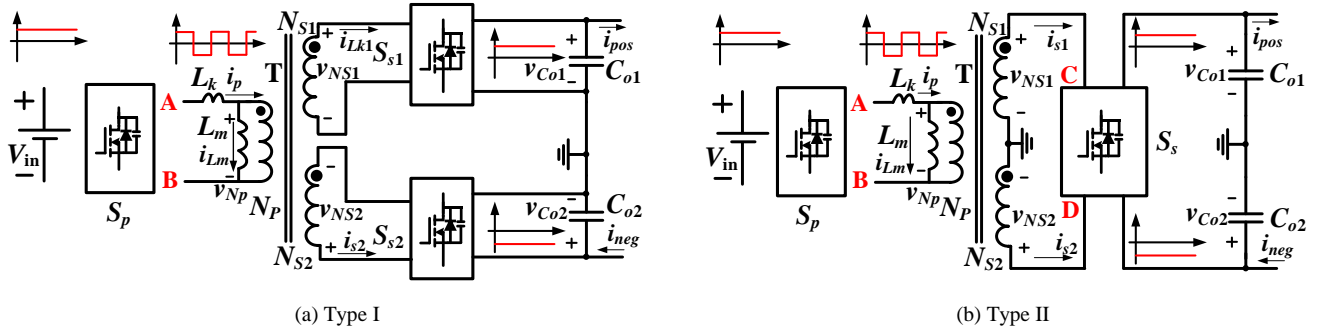 N_S1
i_Lk1
S_s1
v_NS1
i_pos
v_Co1
C_o1
+
-
T
L_k
i_p
A
B
V_in
S_p
L_m
i_Lm
v_Np
N_P
v_NS2
i_s2
S_s2
N_S2
v_Co2
C_o2
i_neg
(a) Type I
N_S1
i_s1
v_NS1
C
i_pos
v_Co1
C_o1
+
-
T
L_k
i_p
A
B
V_in
S_p
L_m
i_Lm
v_Np
N_P
S_s
v_NS2
D
i_s2
N_S2
v_Co2
C_o2
i_neg
(b) Type II